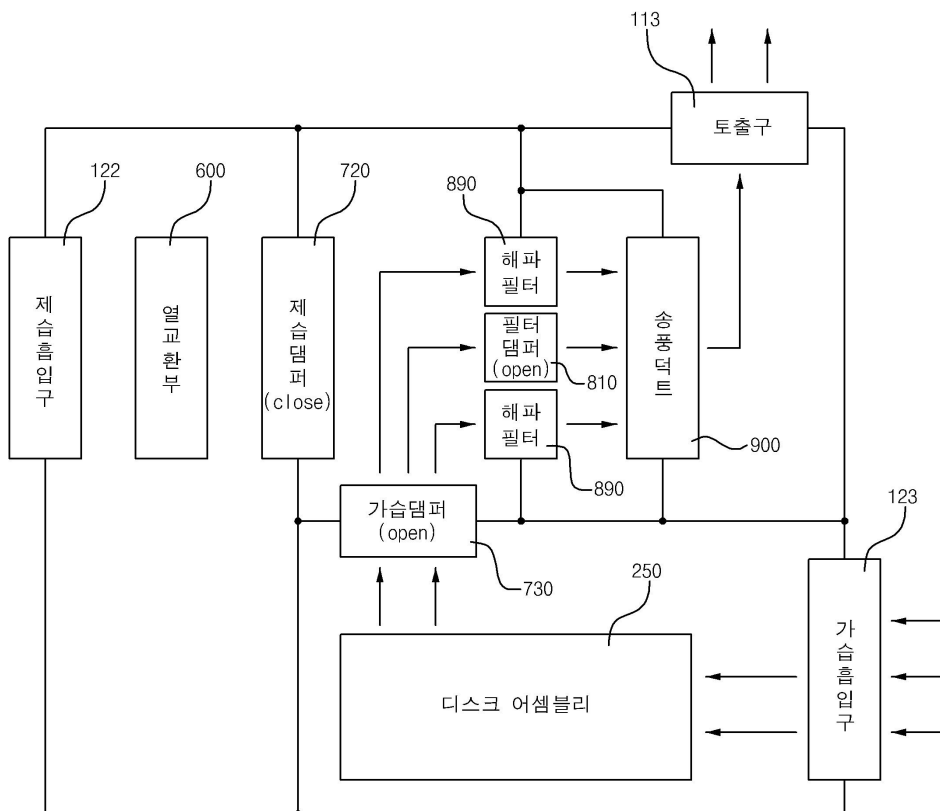 113
토출구
122
600
720
890
해파
필터
제습흡입구
열교환부
제습댐퍼
(close)
필터
댐퍼
(open)
810
송풍덕트
해파
필터
900
890
가습댐퍼
(open)
123
730
250
가습흡입구
디스크 어셈블리